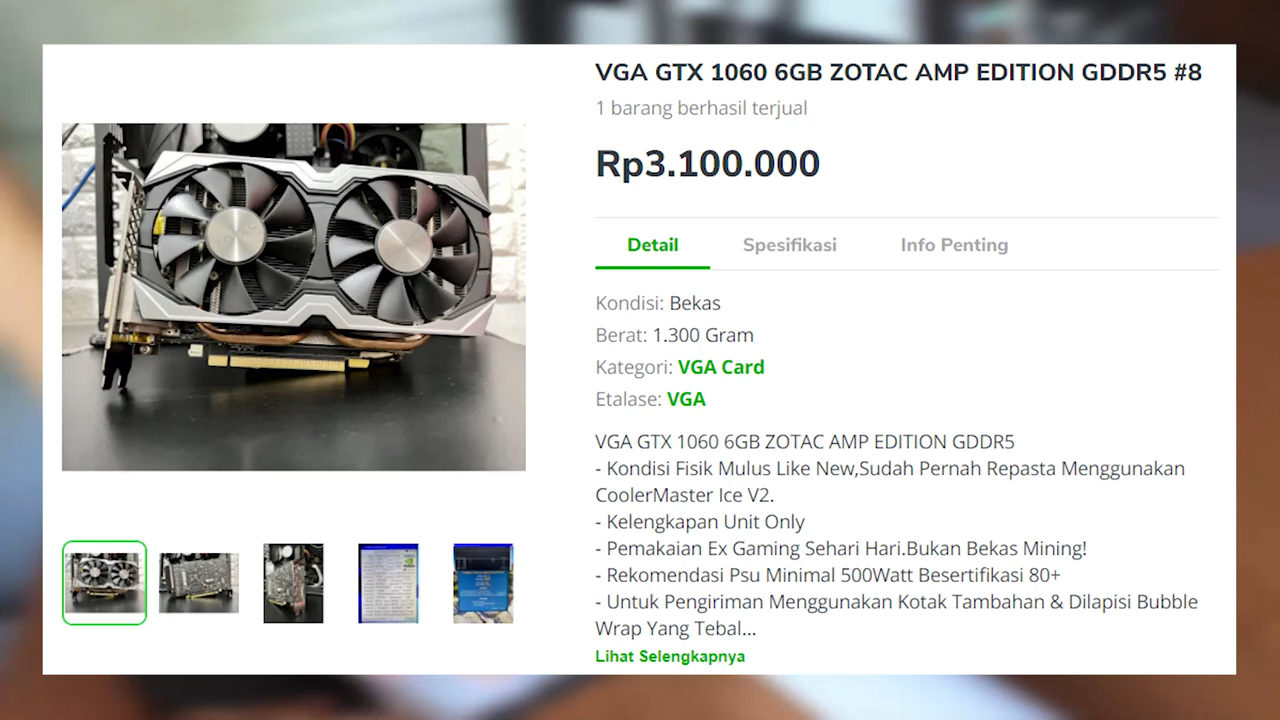 VGA GTX 1060 6GB ZOTAC AMP EDITION GDDR5 #8
1 barang berhasil terjual
Rp3.100.000
Detail
Spesifikasi
Info Penting
Kondisi: Bekas
Berat: 1.300 Gram
Kategori: VGA Card
Etalase: VGA
VGA GTX 1060 6GB ZOTAC AMP EDITION GDDR5
- Kondisi Fisik Mulus Like New,Sudah Pernah Repasta Menggunakan
CoolerMaster Ice V2.
- Kelengkapan Unit Only
- Pemakaian Ex Gaming Sehari Hari.Bukan Bekas Mining!
- Rekomendasi Psu Minimal 500Watt Besertifikasi 80+
- Untuk Pengiriman Menggunakan Kotak Tambahan & Dilapisi Bubble
Wrap Yang Tebal...
Lihat Selengkapnya